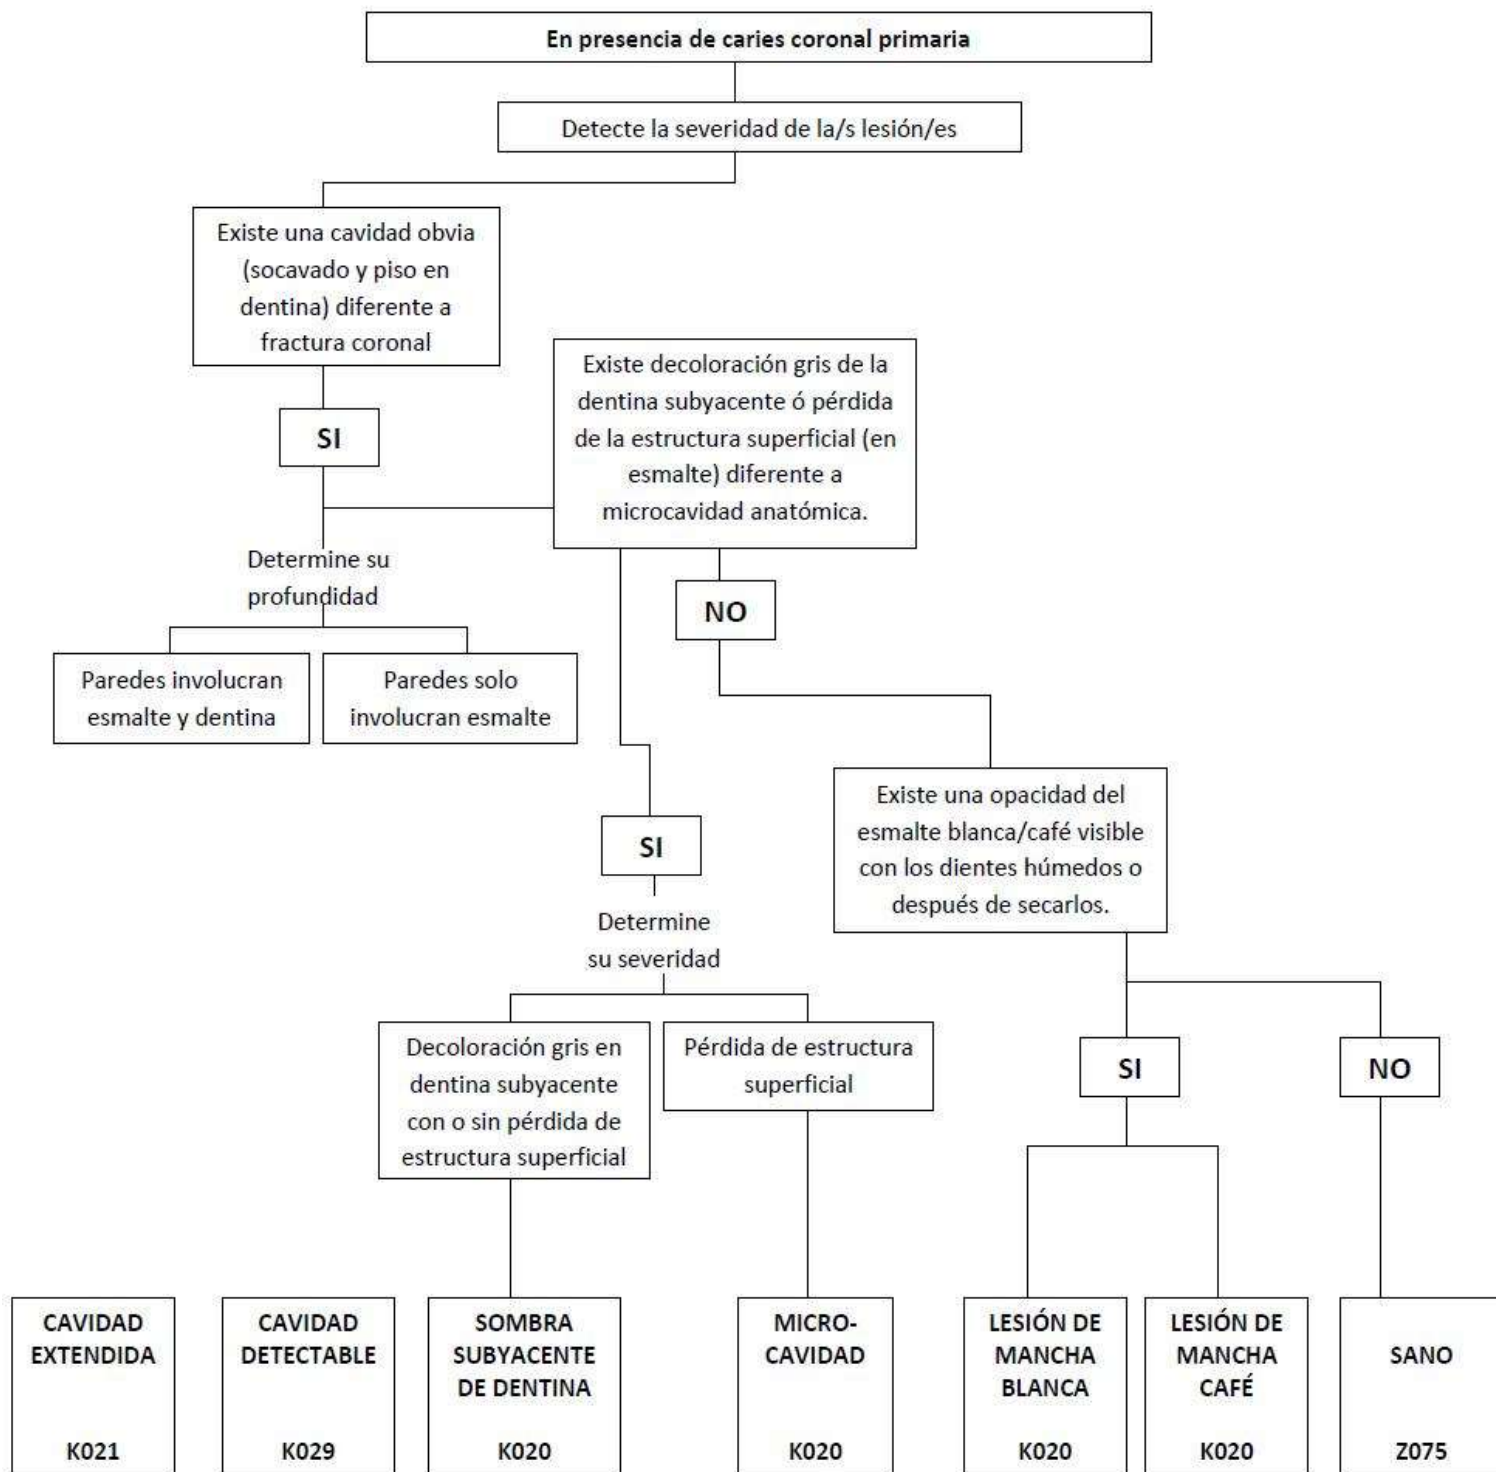 En presencia de caries coronal primaria
Detecte la severidad de la/s lesión/es
Existe una cavidad obvia
(socavado y piso en
dentina) diferente a
fractura coronal
Existe decoloración gris de la
dentina subyacente ó pérdida
de la estructura superficial (en
esmalte) diferente a
microcavidad anatómica.
SI
Determine su
profundidad
NO
Paredes involucran
esmalte y dentina
Paredes solo
involucran esmalte
Existe una opacidad del
esmalte blanca/café visible
con los dientes húmedos o
después de secarlos.
SI
Determine
su severidad
Decoloración gris en
dentina subyacente
con o sin pérdida de
estructura superficial
Pérdida de estructura
superficial
SI
NO
CAVIDAD
EXTENDIDA
K021
CAVIDAD
DETECTABLE
K029
SOMBRA
SUBYACENTE
DE DENTINA
K020
MICRO-
CAVIDAD
K020
LESIÓN DE
MANCHA
BLANCA
K020
LESIÓN DE
MANCHA
CAFÉ
K020
SANO
Z075